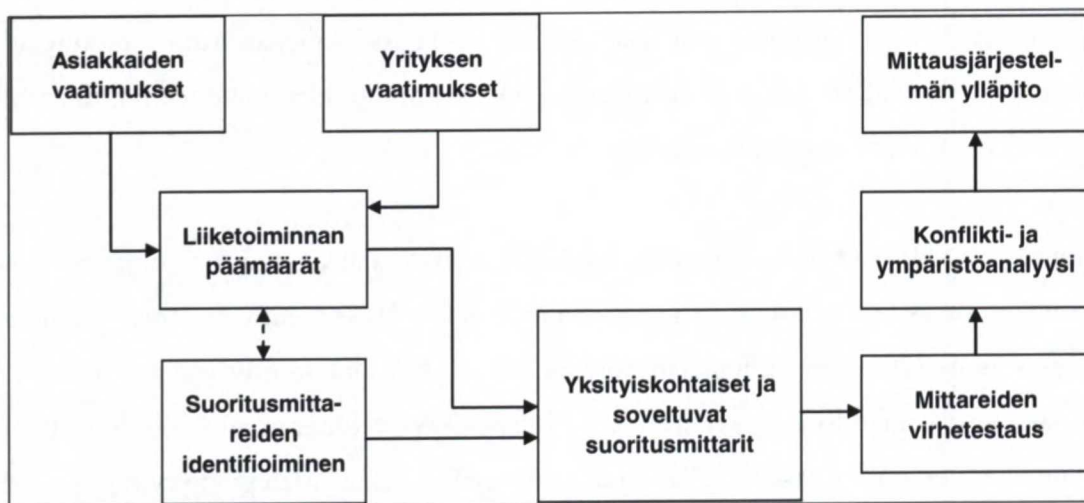 Asiakkaiden
vaatimukset
Yrityksen
vaatimukset
Mittausjärjestel-
män ylläpito
Liiketoiminnan
päämäärät
Konflikti- ja
ympäristöanalyysi
Suoritusmitta-
reiden
identifioiminen
Yksityiskohtaiset ja
soveltuvat
suoritusmittarit
Mittareiden
virhetestaus